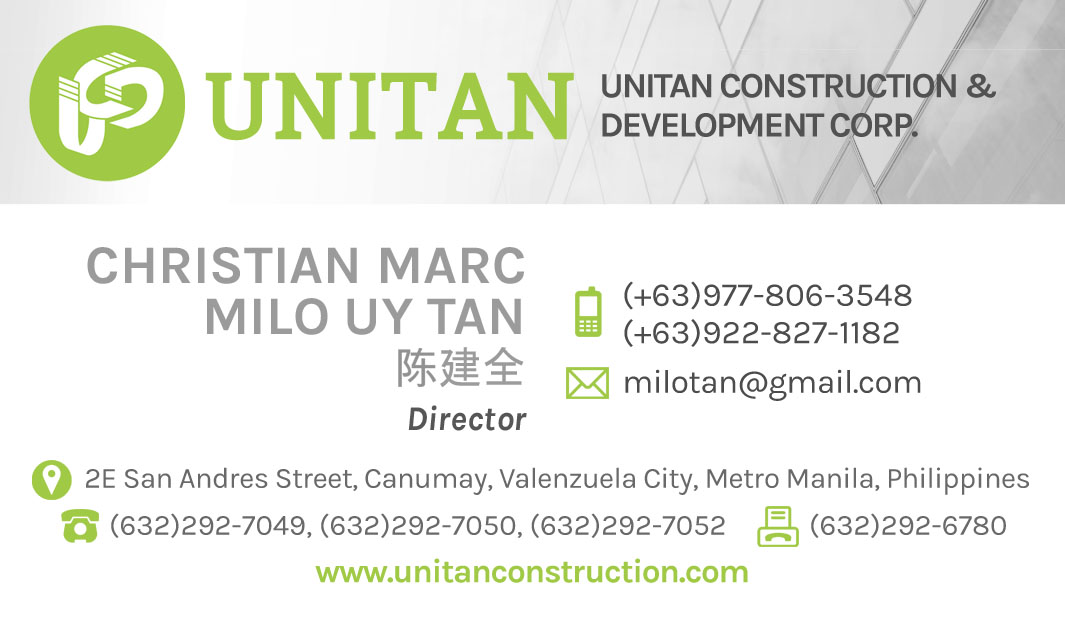 UNITAN
UNITAN CONSTRUCTION &
DEVELOPMENT CORP.
CHRISTIAN MARC
MILO UY TAN
陈建全
Director
(+63)977-806-3548
(+63)922-827-1182
milotan@gmail.com
2E San Andres Street, Canumay, Valenzuela City, Metro Manila, Philippines
(632)292-7049, (632)292-7050, (632)292-7052 (632)292-6780
www.unitanconstruction.com